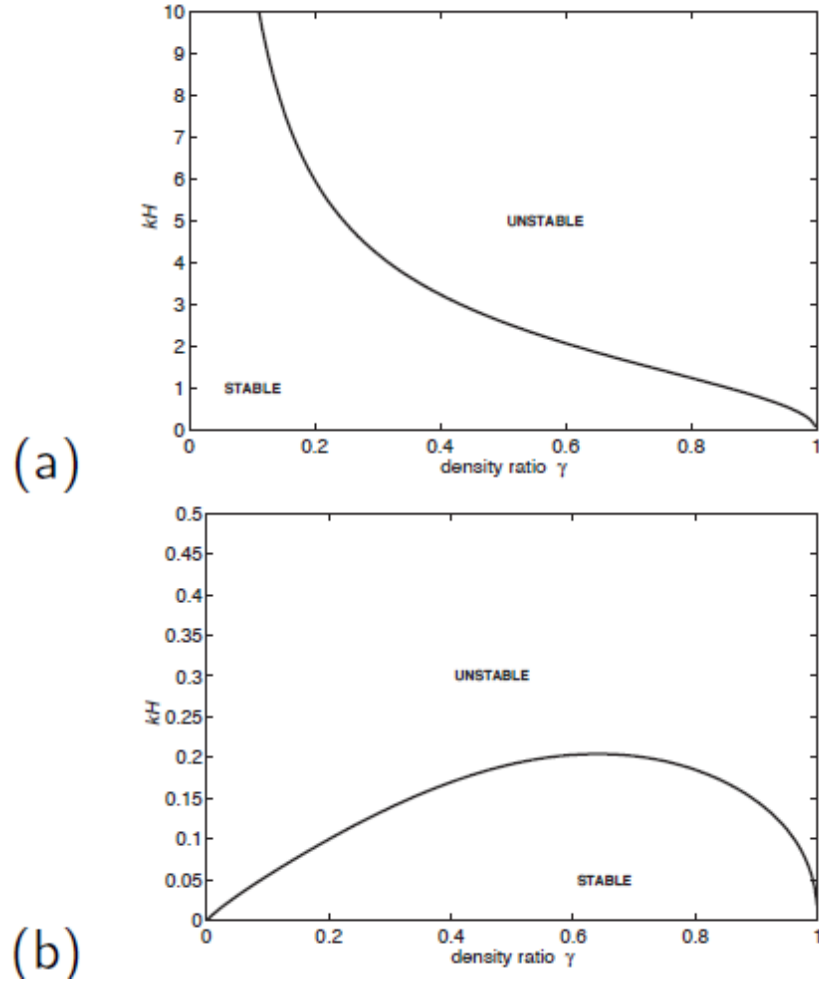 10
9
8
7
6
5
4
3
2
1
0
kH
UNSTABLE
STABLE
0 0.2 0.4 0.6 0.8 1
density ratio γ
(a)
0.5
0.45
0.4
0.35
0.3
0.25
0.2
0.15
0.1
0.05
0
kH
UNSTABLE
STABLE
0 0.2 0.4 0.6 0.8 1
density ratio γ
(b)